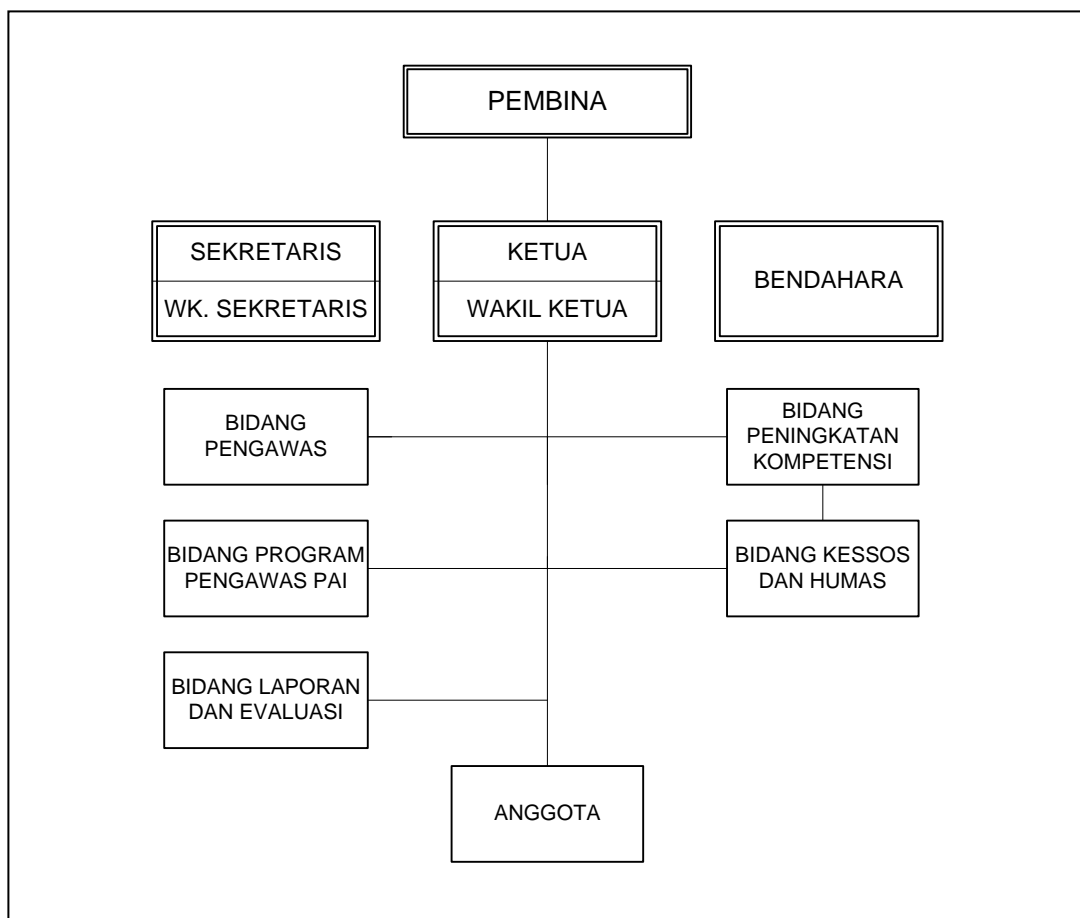 PEMBINA
SEKRETARIS
WK. SEKRETARIS
KETUA
WAKIL KETUA
BENDAHARA
BIDANG
PENGAWAS
BIDANG
PENINGKATAN
KOMPETENSI
BIDANG PROGRAM
PENGAWAS PAI
BIDANG KESSOS
DAN HUMAS
BIDANG LAPORAN
DAN EVALUASI
ANGGOTA